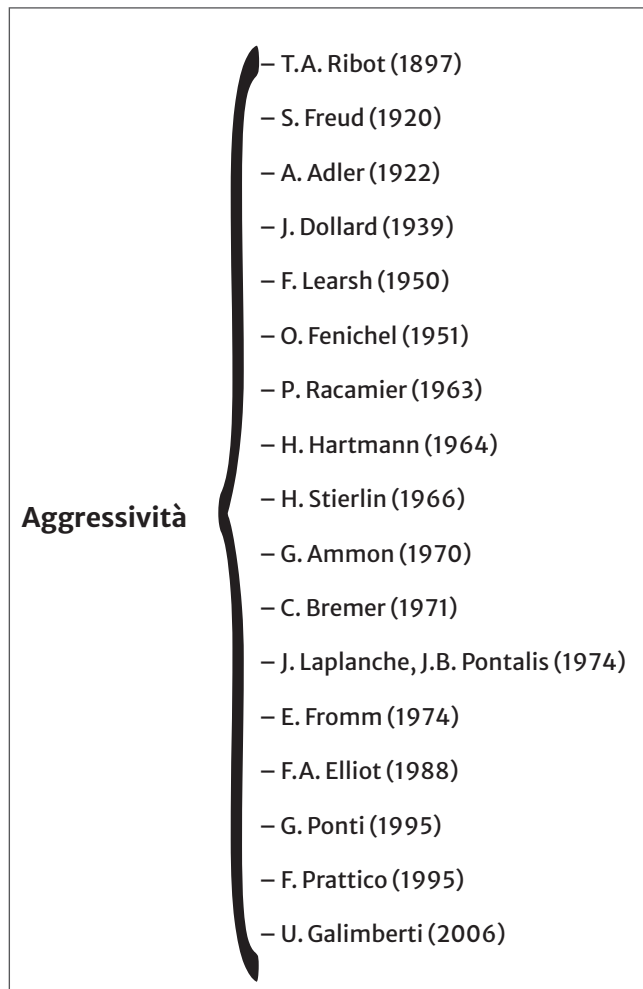 – T.A. Ribot (1897)
– S. Freud (1920)
– A. Adler (1922)
– J. Dollard (1939)
– F. Learsh (1950)
– O. Fenichel (1951)
– P. Racamier (1963)
– H. Hartmann (1964)
– H. Stierlin (1966)
Aggressività
– G. Ammon (1970)
– C. Bremer (1971)
– J. Laplanche, J.B. Pontalis (1974)
– E. Fromm (1974)
– F.A. Elliot (1988)
– G. Ponti (1995)
– F. Prattico (1995)
– U. Galimberti (2006)